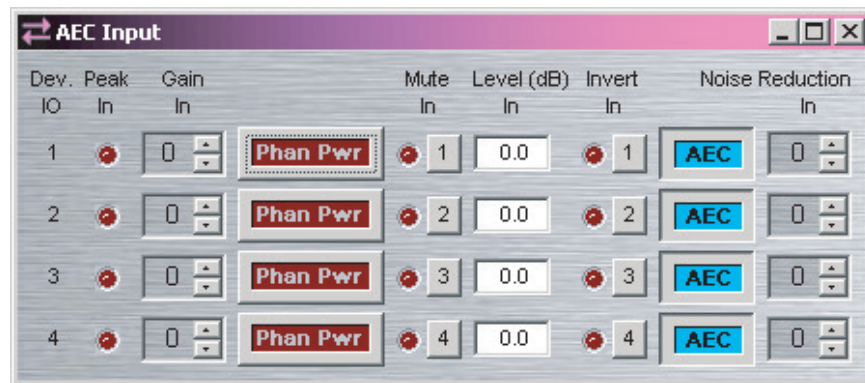 AEC Input
Dev. Peak Gain Mute Level (dB) Invert Noise Reduction
IO In In In In In In
1 0 Phan Pwr 1 0.0 1 AEC 0
2 0 Phan Pwr 2 0.0 2 AEC 0
3 0 Phan Pwr 3 0.0 3 AEC 0
4 0 Phan Pwr 4 0.0 4 AEC 0